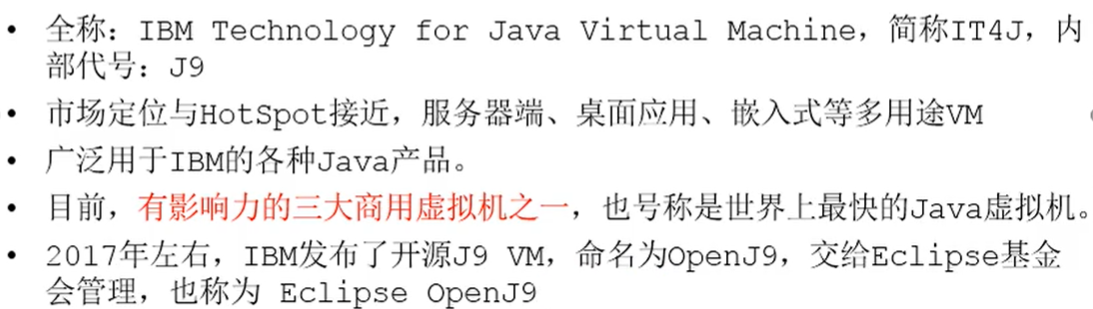 • 全称：IBM Technology for Java Virtual Machine，简称IT4J，内
部代号：J9
• 市场定位与HotSpot接近，服务器端、桌面应用、嵌入式等多用途VM
• 广泛用于IBM的各种Java产品。
• 目前，有影响力的三大商用虚拟机之一，也号称是世界上最快的Java虚拟机。
• 2017年左右，IBM发布了开源J9 VM，命名为OpenJ9，交给Eclipse基金
会管理，也称为 Eclipse OpenJ9